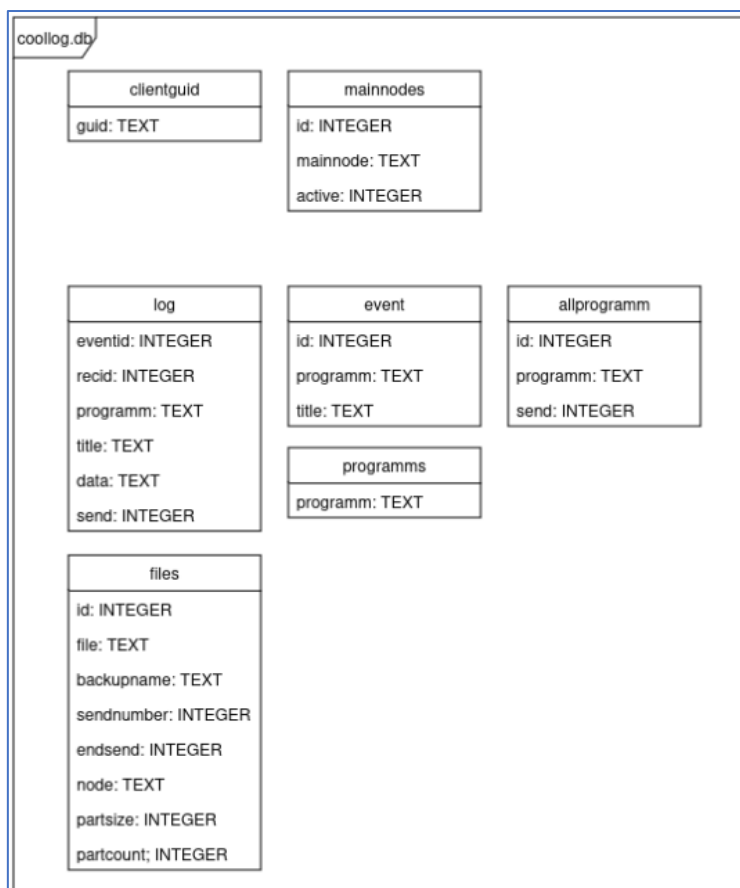 coollog.db
clientguid
guid: TEXT
mainnodes
id: INTEGER
mainnode: TEXT
active: INTEGER
log
eventid: INTEGER
recid: INTEGER
programm: TEXT
title: TEXT
data: TEXT
send: INTEGER
event
id: INTEGER
programm: TEXT
title: TEXT
allprogramm
id: INTEGER
programm: TEXT
send: INTEGER
programms
programm: TEXT
files
id: INTEGER
file: TEXT
backupname: TEXT
sendnumber: INTEGER
endsend: INTEGER
node: TEXT
partsize: INTEGER
partcount; INTEGER